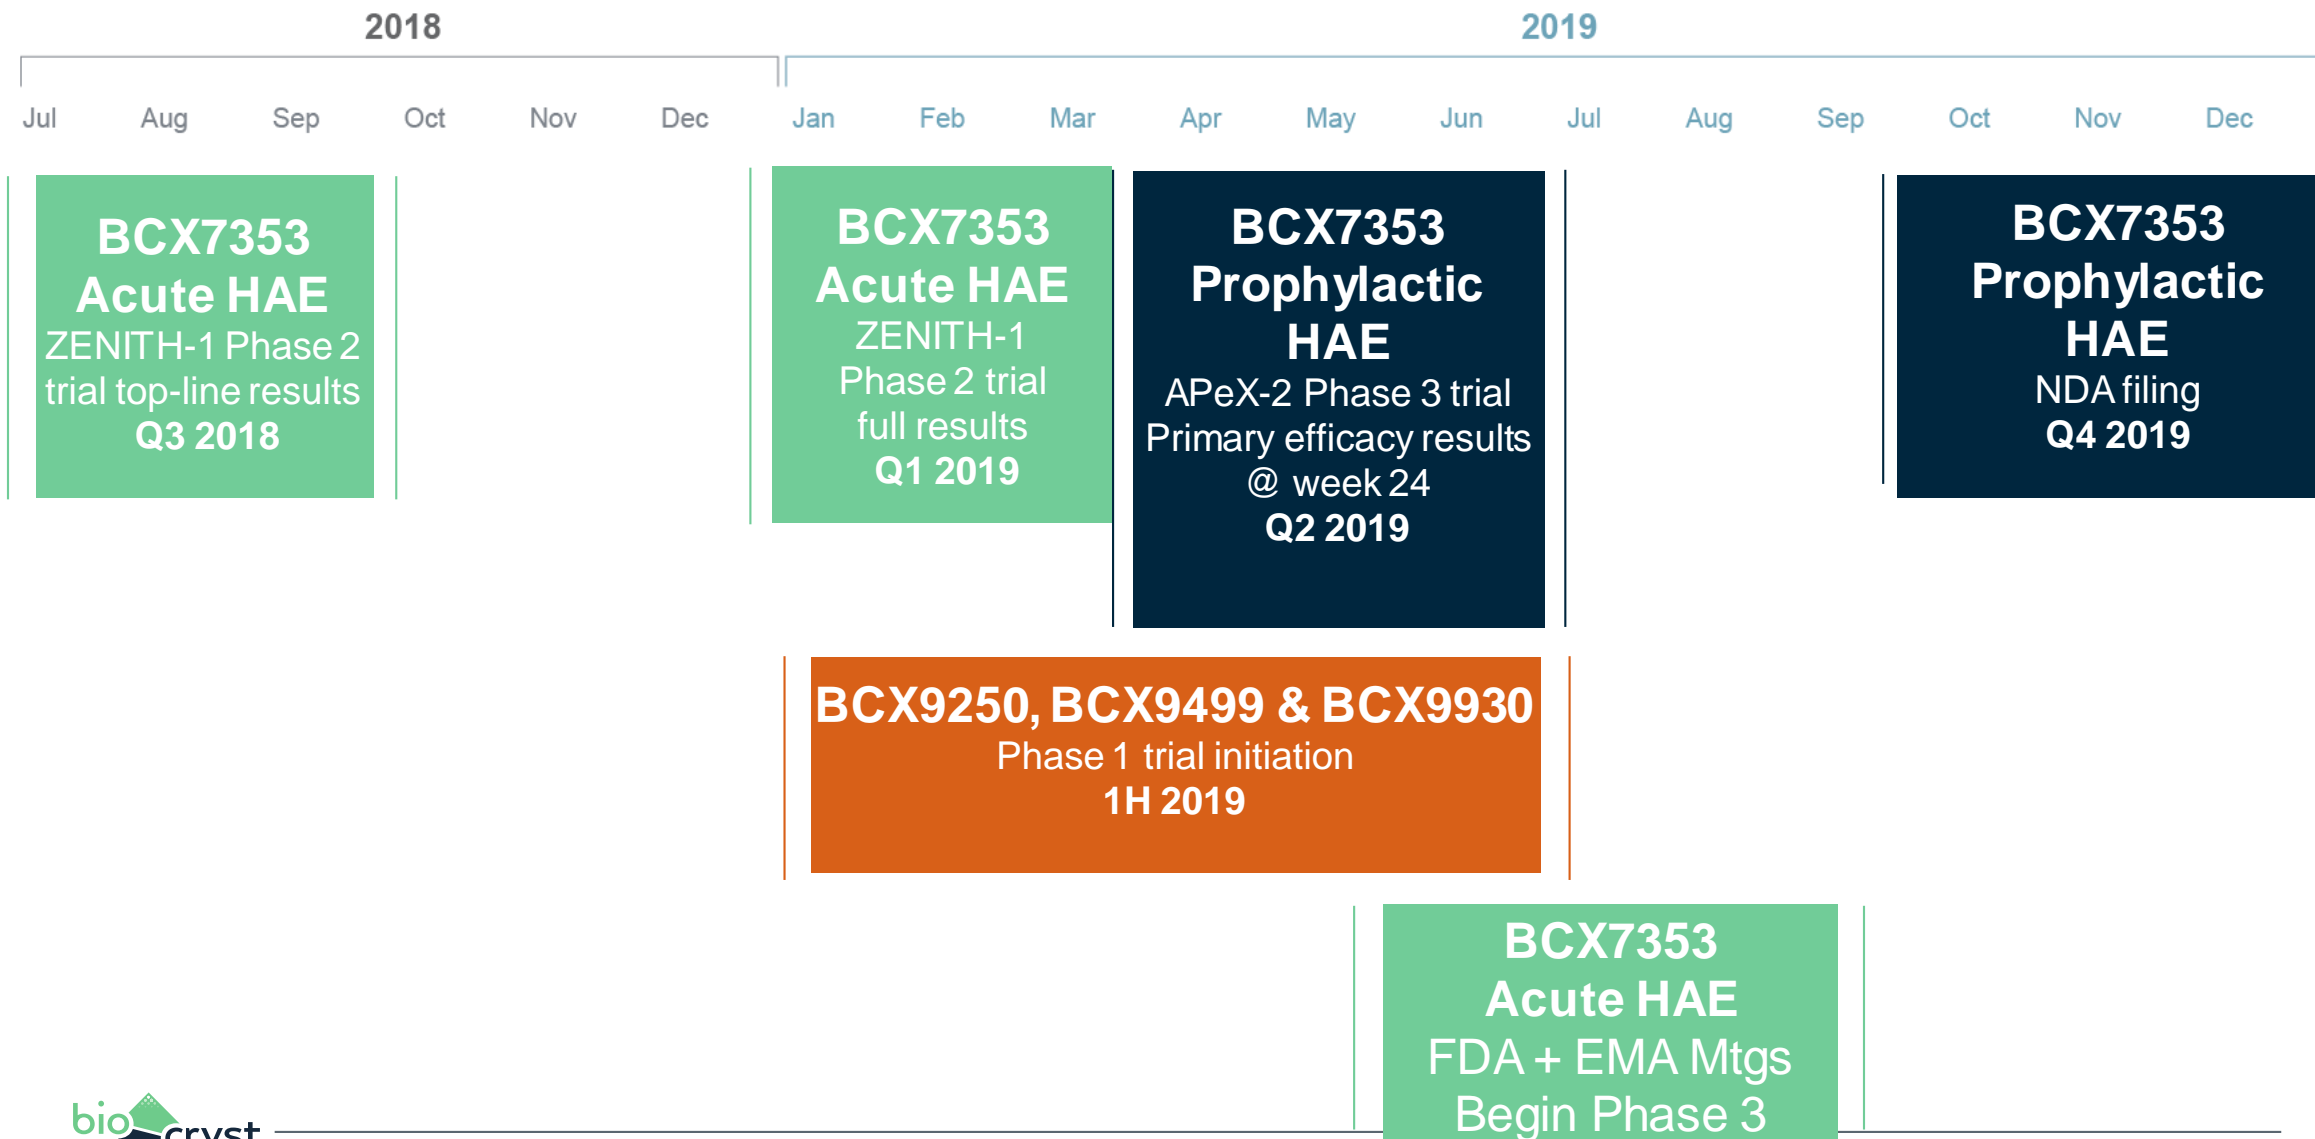 2018
2019
Jul Aug Sep Oct Nov Dec Jan Feb Mar Apr May Jun Jul Aug Sep Oct Nov Dec
BCX7353
Acute HAE
ZENITH-1 Phase 2
trial top-line results
Q3 2018
BCX7353
Acute HAE
ZENITH-1
Phase 2 trial
full results
Q1 2019
BCX7353
Prophylactic
HAE
APeX-2 Phase 3 trial
Primary efficacy results
@ week 24
Q2 2019
BCX7353
Prophylactic
HAE
NDA filing
Q4 2019
BCX9250, BCX9499 & BCX9930
Phase 1 trial initiation
1H 2019
BCX7353
Acute HAE
FDA + EMA Mtgs
Begin Phase 3
bio
cryst